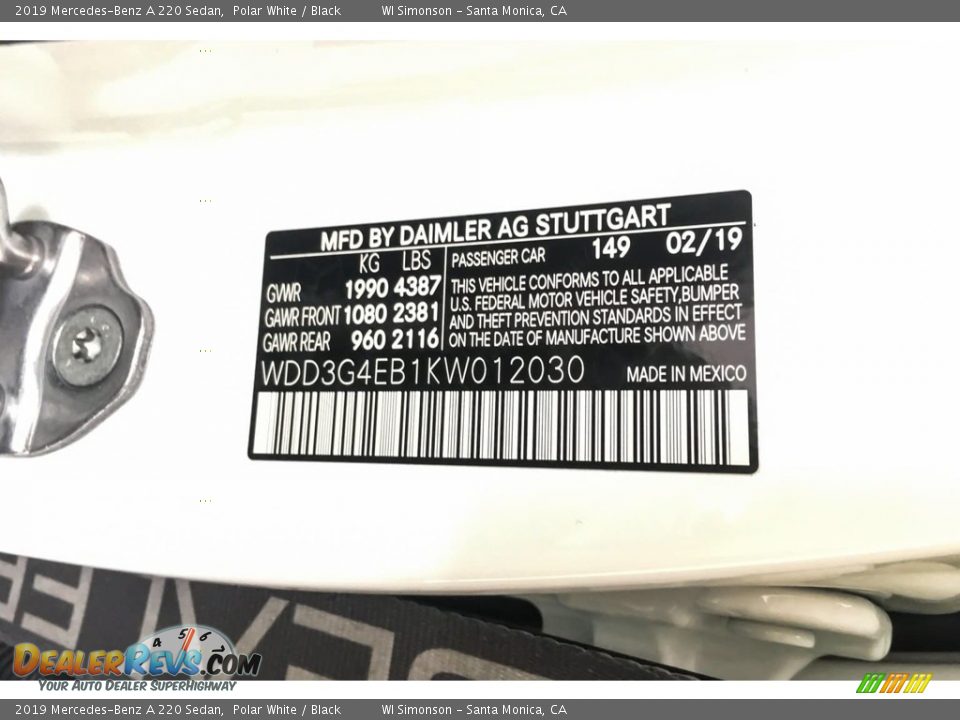 2019 Mercedes-Benz A 220 Sedan, Polar White / Black WI Simonson - Santa Monica, CA
MFD BY DAIMLER AG STUTTGART
KG LBS
GVWR 1990 4387
GAWR FRONT 1080 2381
GAWR REAR 960 2116
PASSENGER CAR 149 02/19
THIS VEHICLE CONFORMS TO ALL APPLICABLE
U.S. FEDERAL MOTOR VEHICLE SAFETY, BUMPER
AND THEFT PREVENTION STANDARDS IN EFFECT
ON THE DATE OF MANUFACTURE SHOWN ABOVE
WDD3G4EB1KW012030 MADE IN MEXICO
4 5 6
DEALERREVS.COM
YOUR AUTO DEALER SUPERHIGHWAY
2019 Mercedes-Benz A 220 Sedan, Polar White / Black WI Simonson - Santa Monica, CA